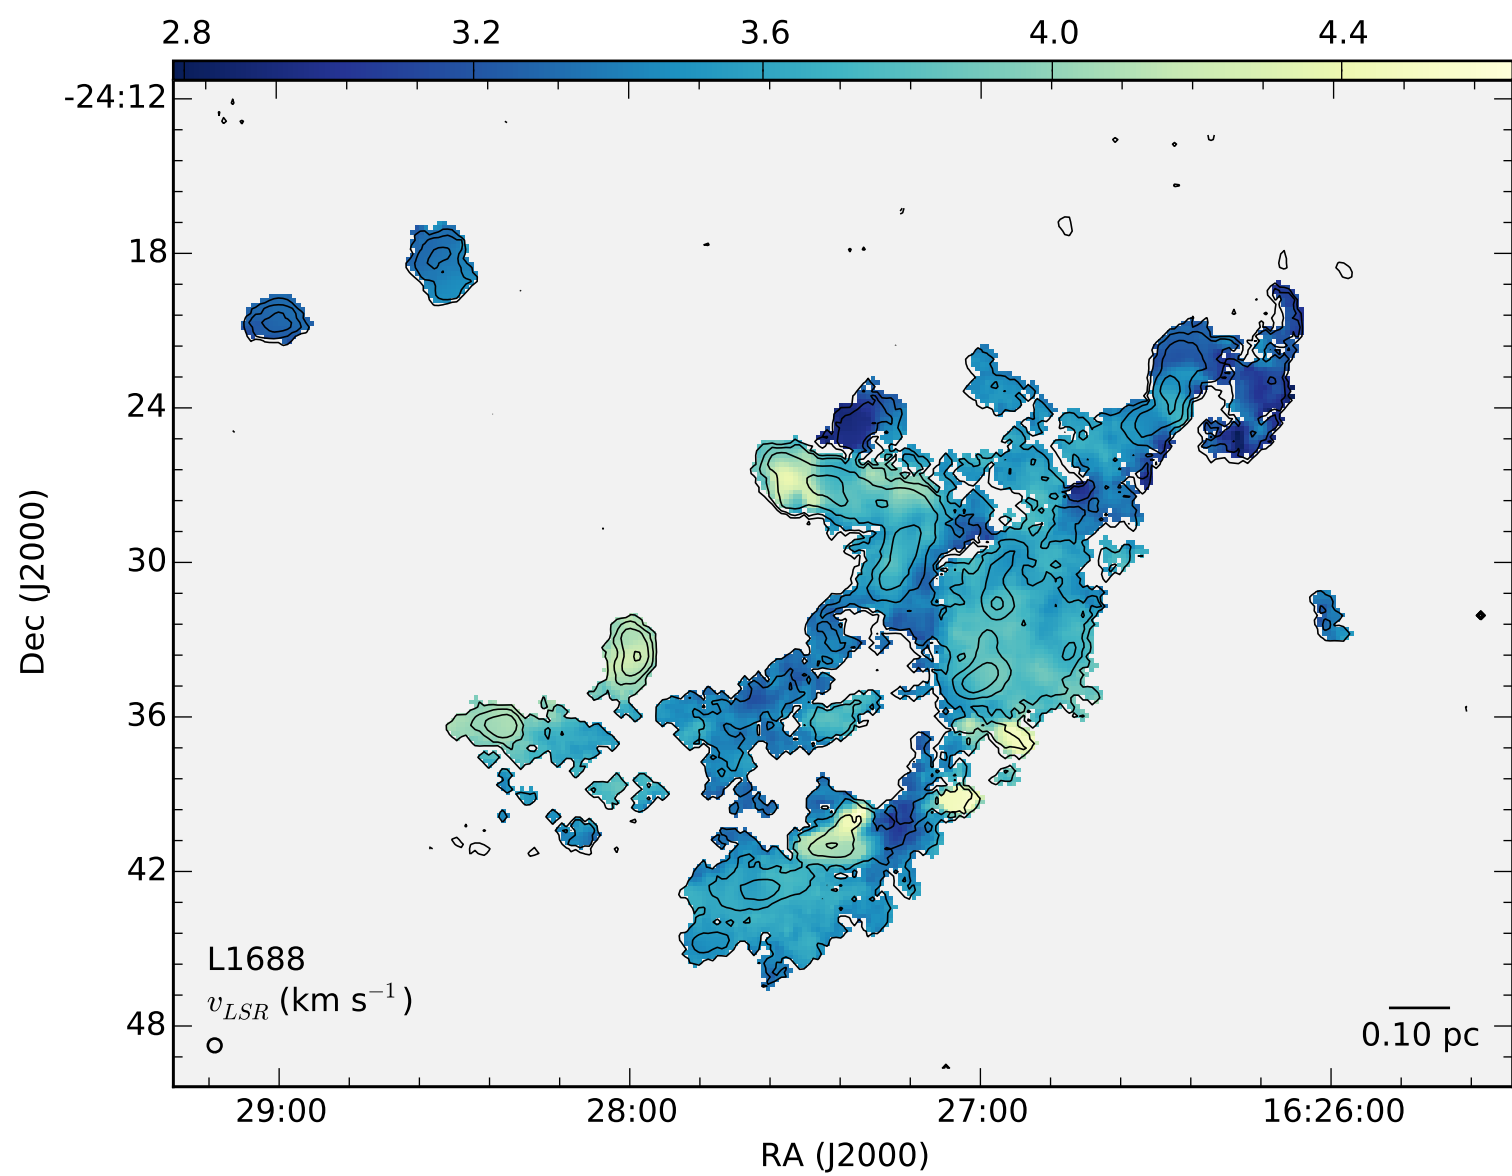 2.8 3.2 3.6 4.0 4.4
-24:12
18
24
30
36
42
48
Dec (J2000)
L1688
v_LSR (km s⁻¹)
0.10 pc
29:00 28:00 27:00 16:26:00
RA (J2000)